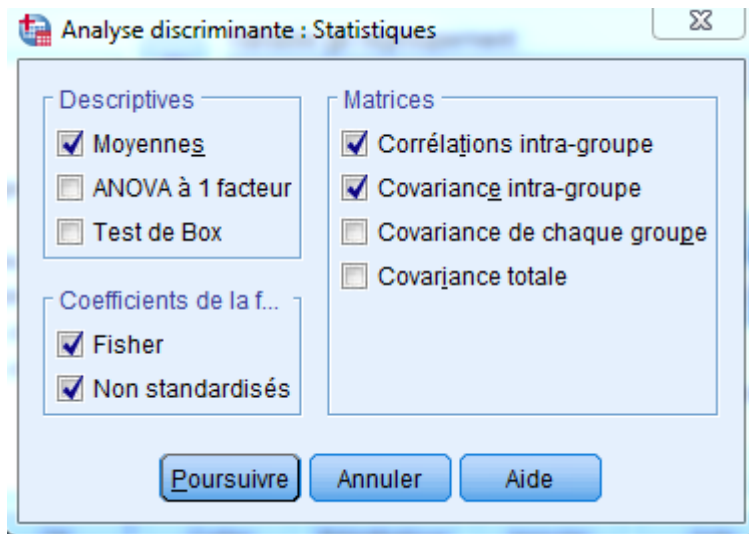 Analyse discriminante : Statistiques
Descriptives
Moyennes
ANOVA à 1 facteur
Test de Box
Coefficients de la f...
Fisher
Non standardisés
Matrices
Corrélations intra-groupe
Covariance intra-groupe
Covariance de chaque groupe
Covariance totale
Poursuivre
Annuler
Aide